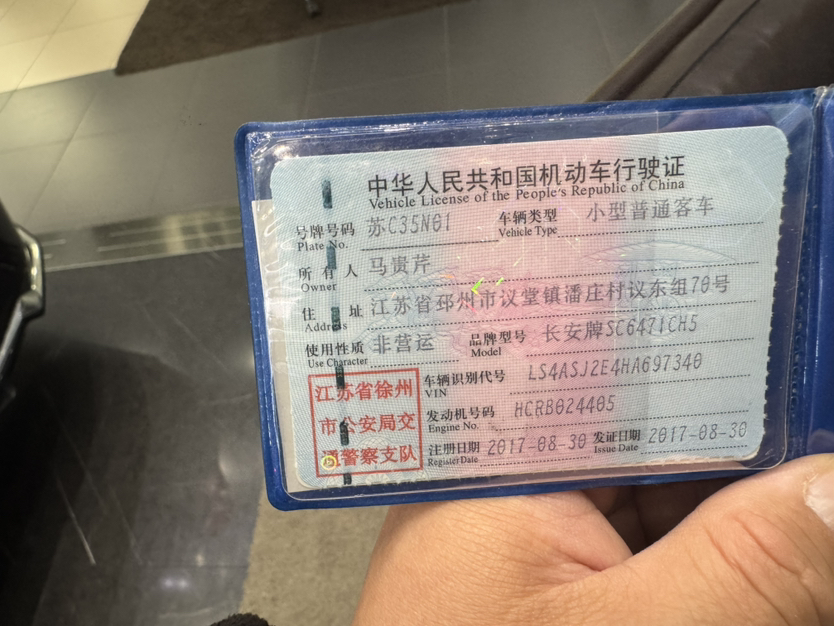 中华人民共和国机动车行驶证
Vehicle License of the People's Republic of China
号牌号码 苏C35N01 车辆类型 小型普通客车
Plate No. Vehicle Type
所有人 马贵芹
Owner
住址 江苏省邳州市议堂镇潘庄村议东组70号
Address
使用性质 非营运 品牌型号 长安牌SC6471CH5
Use Character Model
江苏省徐州
市公安局交
通警察支队
车辆识别代号 LS4ASJ2E4HA697340
VIN
发动机号码 HCRB024405
Engine No.
注册日期 2017-08-30 发证日期 2017-08-30
Register Date Issue Date